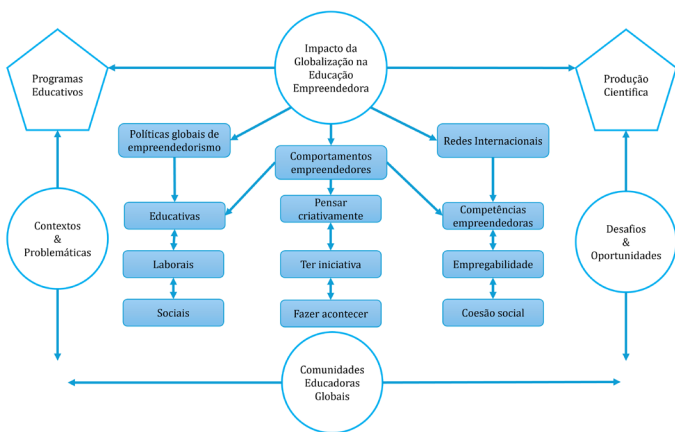 Impacto da
Globalização na
Educação
Empreendedora
Programas
Educativos
Produção
Cientifica
Políticas globais de
empreendedorismo
Redes Internacionais
Comportamentos
empreendedores
Educativas
Pensar
criativamente
Competências
empreendedoras
Contextos
&
Problemáticas
Desafios
&
Oportunidades
Laborais
Ter iniciativa
Empregabilidade
Sociais
Fazer acontecer
Coesão social
Comunidades
Educadoras
Globais